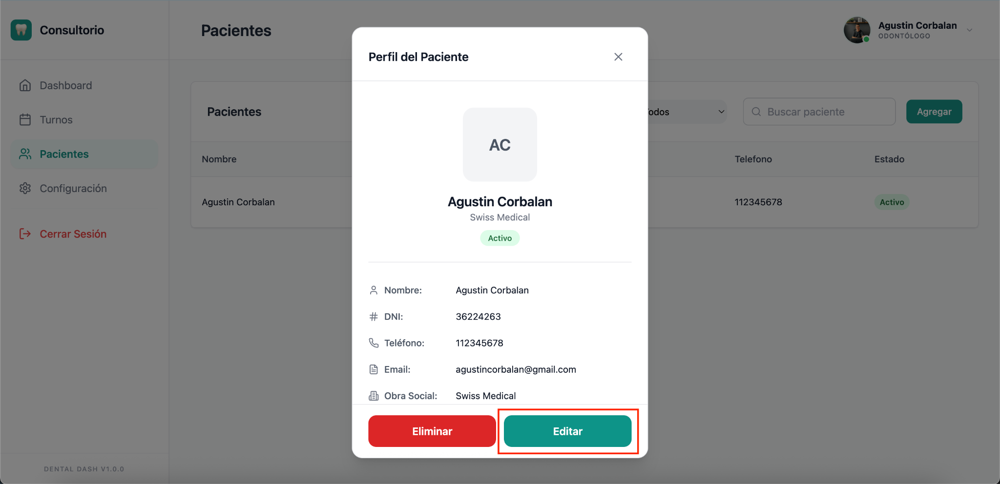 Consultorio
Pacientes
Agustin Corbalan
ODONTÓLOGO
Dashboard
Turnos
Pacientes
Configuración
Cerrar Sesión
DENTAL DASH V1.0.0
Pacientes
Buscar paciente
Agregar
Nombre
Telefono
Estado
Agustin Corbalan
112345678
Activo
Perfil del Paciente
AC
Agustin Corbalan
Swiss Medical
Activo
Nombre: Agustin Corbalan
DNI: 36224263
Teléfono: 112345678
Email: agustincorbalan@gmail.com
Obra Social: Swiss Medical
Eliminar
Editar